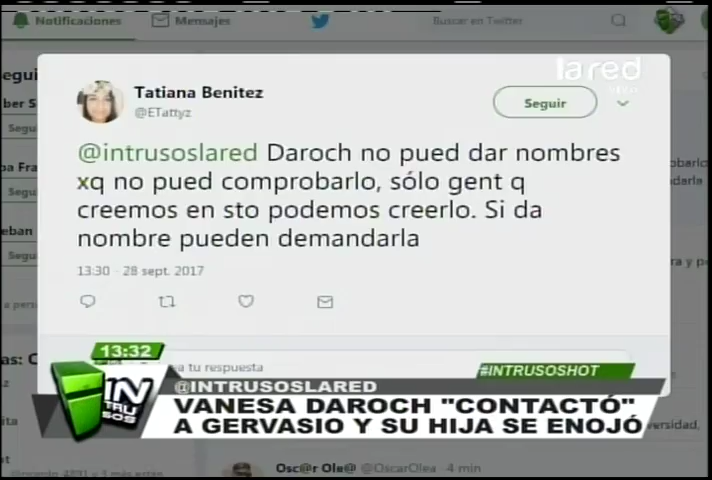 Notificaciones
Mensajes
Buscar en Twitter
la red
Tatiana Benitez
@ETattyz
Seguir
@intrusoslared Daroch no pued dar nombres
xq no pued comprobarlo, sólo gent q
creemos en sto podemos creerlo. Si da
nombre pueden demandarla
13:30 - 28 sept. 2017
a tu respuesta
13:32
#INTRUSOSHOT
INTRUSOS
@INTRUSOSLARED
VANESA DAROCH "CONTACTÓ"
A GERVASIO Y SU HIJA SE ENOJÓ
Osc@r Ole@ @OscarOlea · 4 min